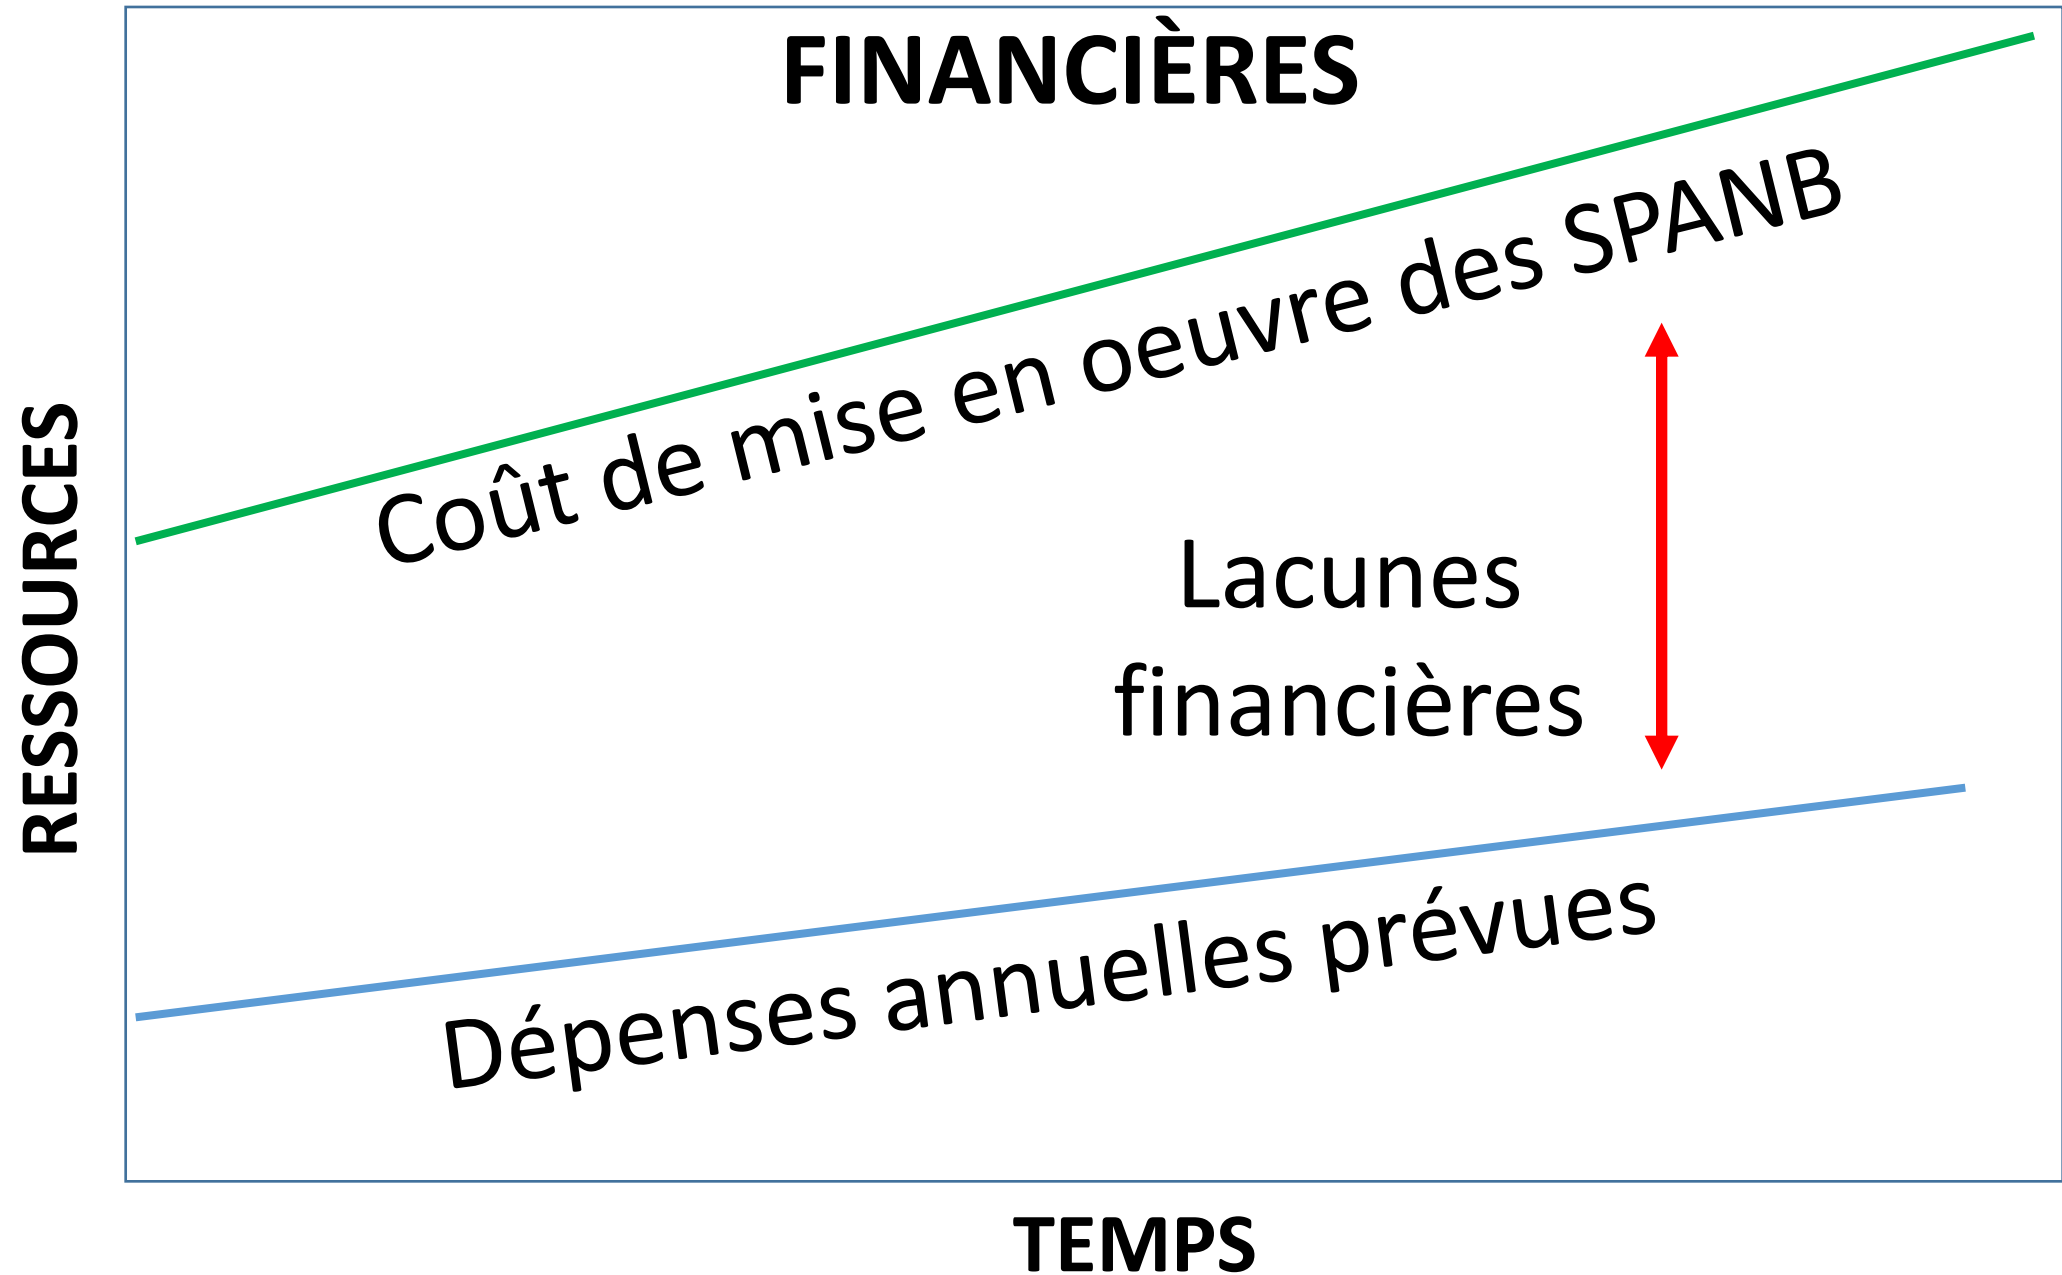 FINANCIÈRES
Coût de mise en oeuvre des SPANB
Lacunes
financières
Dépenses annuelles prévues
RESSOURCES
TEMPS